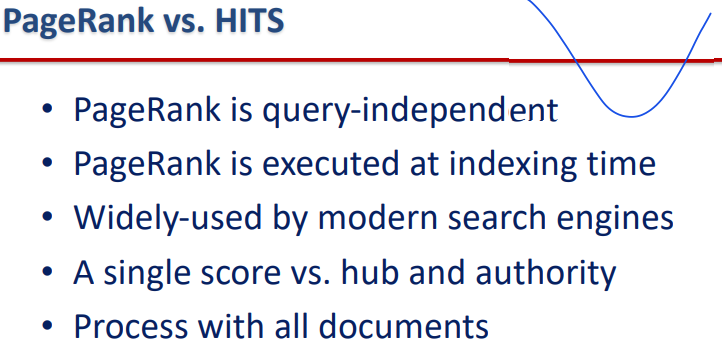 PageRank vs. HITS
• PageRank is query-independent
• PageRank is executed at indexing time
• Widely-used by modern search engines
• A single score vs. hub and authority
• Process with all documents